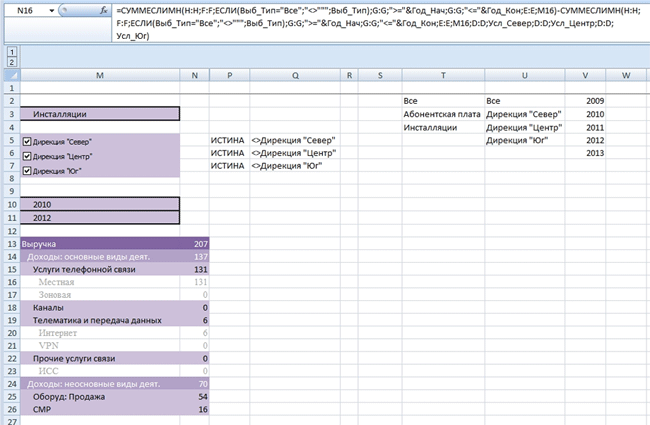 N16 fx =СУММЕСЛИМН(H:H;F:F;ЕСЛИ(Выб_Тип="Все";"<>""";Выб_Тип);G:G;">="&Год_Нач;G:G;"<="&Год_Кон;E:E;M16)-СУММЕСЛИМН(H:H;
F:F;ЕСЛИ(Выб_Тип="Все";"<>""";Выб_Тип);G:G;">="&Год_Нач;G:G;"<="&Год_Кон;E:E;M16;D:D;Усл_Север;D:D;Усл_Центр;D:D;
Усл_Юг)
1
2
M N P Q R S T U V W
1
2 Все Все 2009
3 Инсталляции Абонентская плата Дирекция "Север" 2010
4 Инсталляции Дирекция "Центр" 2011
5 Дирекция "Север" ИСТИНА <>Дирекция "Север" Дирекция "Юг" 2012
6 Дирекция "Центр" ИСТИНА <>Дирекция "Центр" 2013
7 Дирекция "Юг" ИСТИНА <>Дирекция "Юг"
8
9
10 2010
11 2012
12
13 Выручка 207
14 Доходы: основные виды деят. 137
15 Услуги телефонной связи 131
16 Местная 131
17 Зоновая 0
18 Каналы 0
19 Телематика и передача данных 6
20 Интернет 6
21 VPN 0
22 Прочие услуги связи 0
23 ИСС 0
24 Доходы: неосновные виды деят. 70
25 Оборуд: Продажа 54
26 СМР 16
27